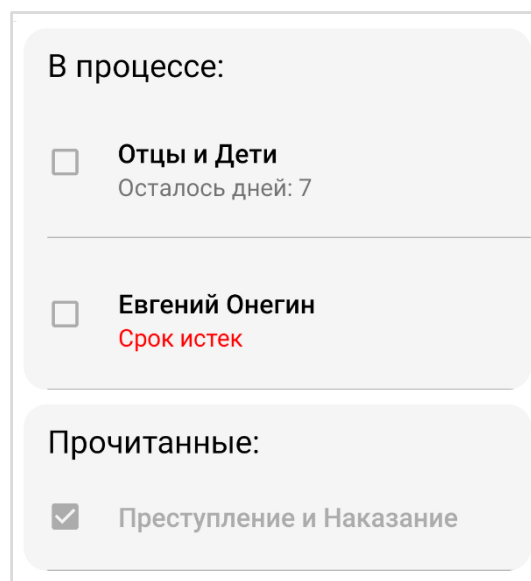 В процессе:
Отцы и Дети
Осталось дней: 7
Евгений Онегин
Срок истек
Прочитанные:
Преступление и Наказание